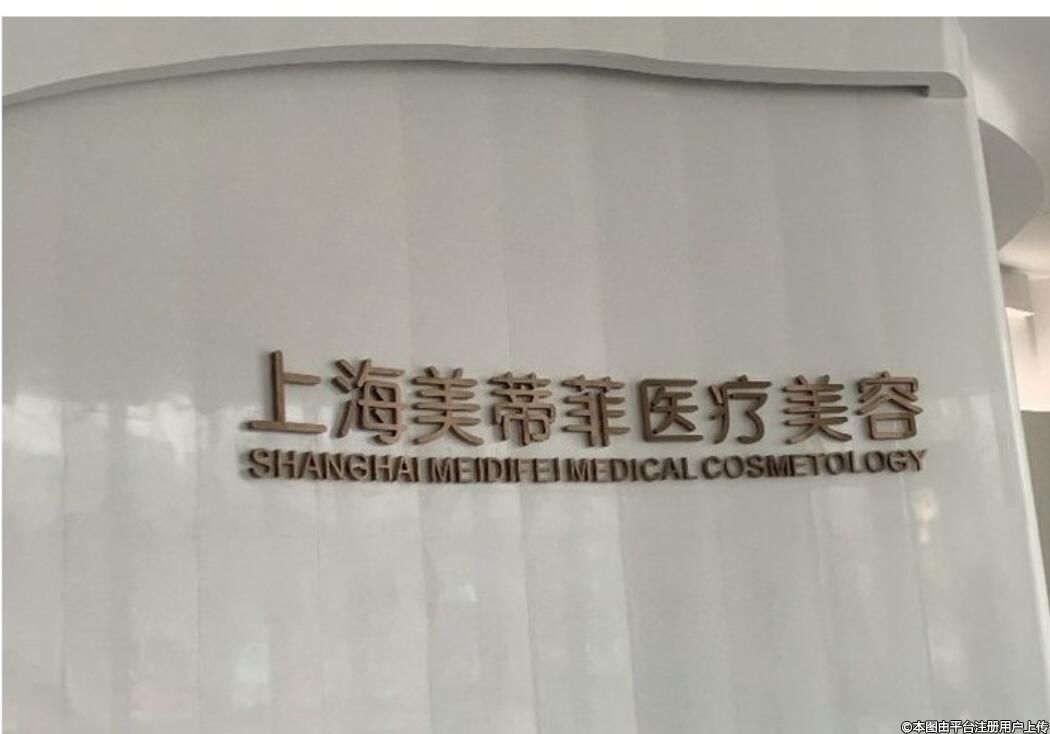 上海美蒂菲医疗美容
SHANGHAI MEIDIFEI MEDICAL COSMETOLOGY
©本图由平台注册用户上传